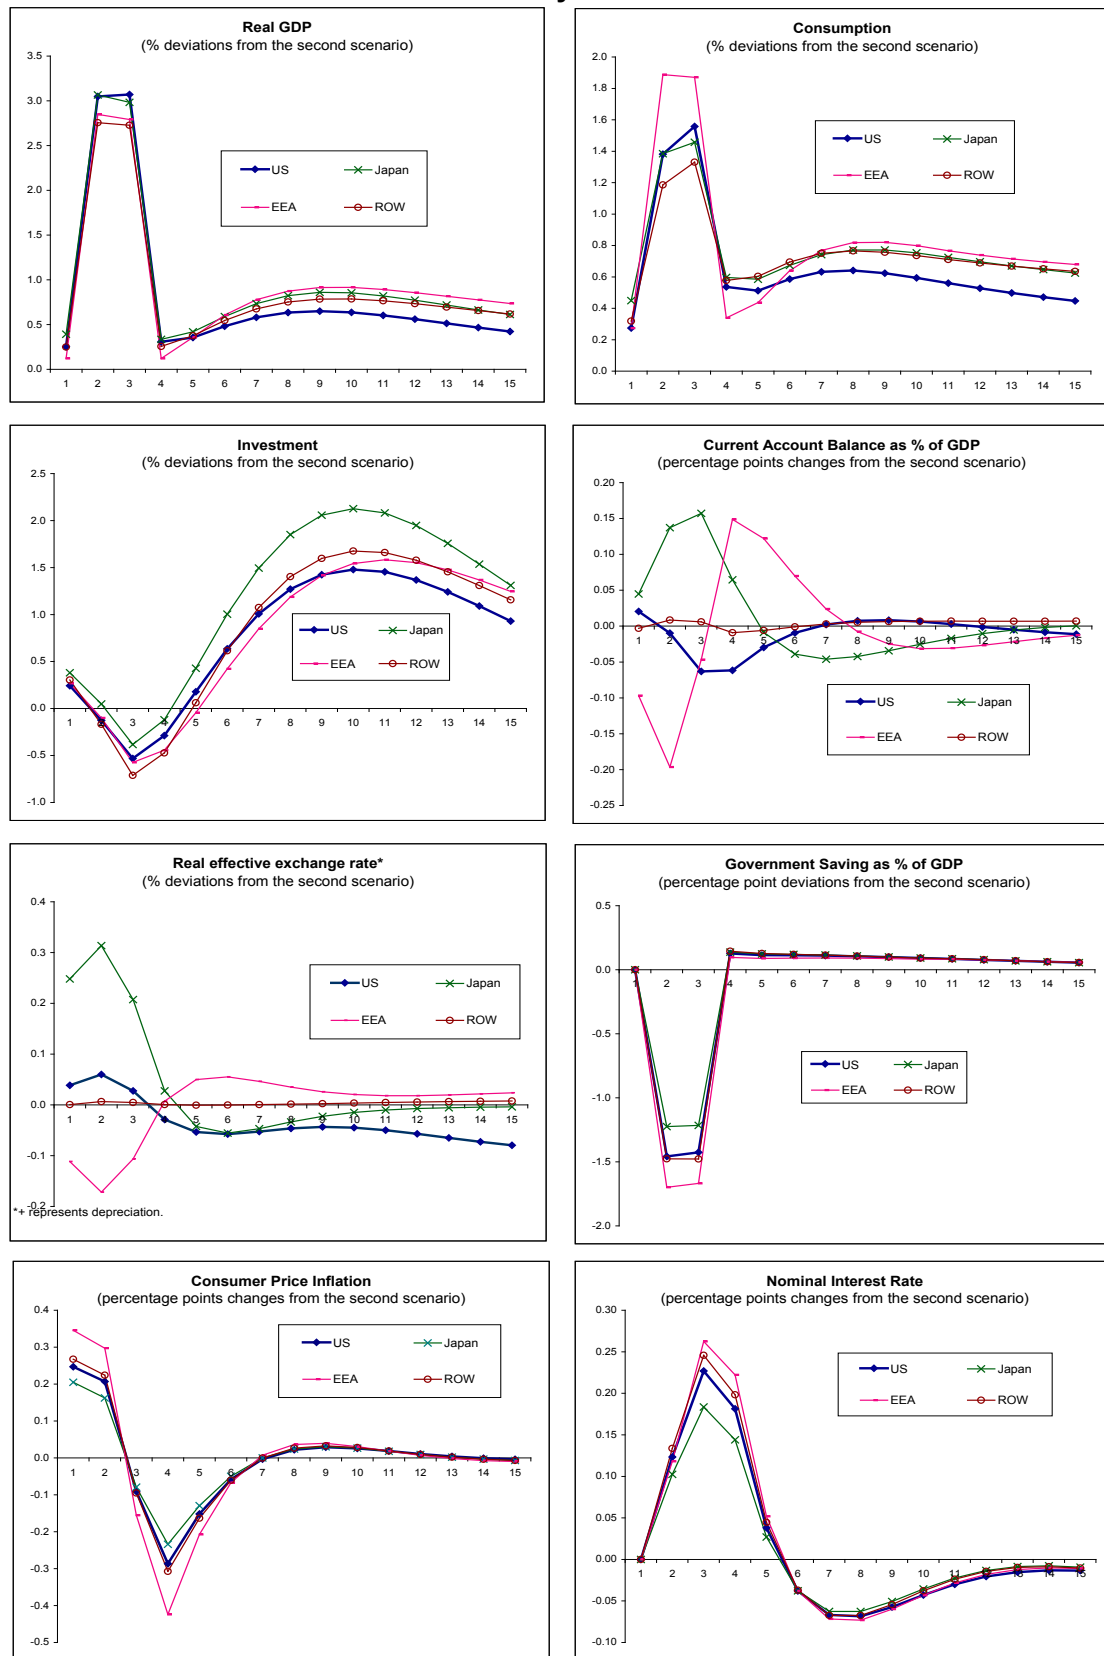 Real GDP
(% deviations from the second scenario)
3.5
3.0
2.5
2.0
1.5
1.0
0.5
0.0
US
Japan
EEA
ROW
1 2 3 4 5 6 7 8 9 10 11 12 13 14 15
Consumption
(% deviations from the second scenario)
2.0
1.8
1.6
1.4
1.2
1.0
0.8
0.6
0.4
0.2
0.0
US
Japan
EEA
ROW
1 2 3 4 5 6 7 8 9 10 11 12 13 14 15
Investment
(% deviations from the second scenario)
2.5
2.0
1.5
1.0
0.5
0.0
-0.5
-1.0
US
Japan
EEA
ROW
1 2 3 4 5 6 7 8 9 10 11 12 13 14 15
Current Account Balance as % of GDP
(percentage points changes from the second scenario)
0.20
0.15
0.10
0.05
0.00
-0.05
-0.10
-0.15
-0.20
-0.25
1 2 3 4 5 6 7 8 9 10 11 12 13 14 15
US
Japan
EEA
ROW
Real effective exchange rate*
(% deviations from the second scenario)
0.4
0.3
0.2
0.1
0.0
-0.1
-0.2
US
Japan
EEA
ROW
1 2 3 4 5 6 7 8 9 10 11 12 13 14 15
*+ represents depreciation.
Government Saving as % of GDP
(percentage point deviations from the second scenario)
0.5
0.0
-0.5
-1.0
-1.5
-2.0
1 2 3 4 5 6 7 8 9 10 11 12 13 14 15
US
Japan
EEA
ROW
Consumer Price Inflation
(percentage points changes from the second scenario)
0.4
0.3
0.2
0.1
0.0
-0.1
-0.2
-0.3
-0.4
-0.5
US
Japan
EEA
ROW
1 2 3 4 5 6 7 8 9 10 11 12 13 14 15
Nominal Interest Rate
(percentage points changes from the second scenario)
0.30
0.25
0.20
0.15
0.10
0.05
0.00
-0.05
-0.10
US
Japan
EEA
ROW
1 2 3 4 5 6 7 8 9 10 11 12 13 14 15